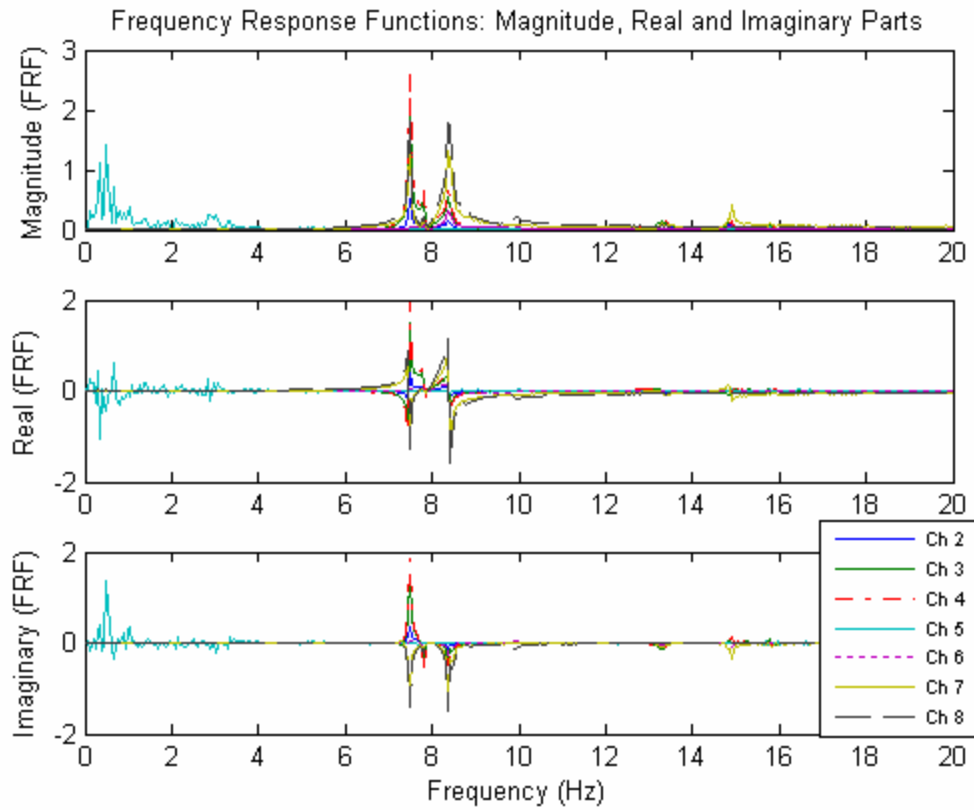 Frequency Response Functions: Magnitude, Real and Imaginary Parts
Magnitude (FRF)
3
2
1
0
0 2 4 6 8 10 12 14 16 18 20
Real (FRF)
2
0
-2
0 2 4 6 8 10 12 14 16 18 20
Imaginary (FRF)
2
0
-2
0 2 4 6 8 10 12 14 16 18 20
Frequency (Hz)
Ch 2
Ch 3
Ch 4
Ch 5
Ch 6
Ch 7
Ch 8